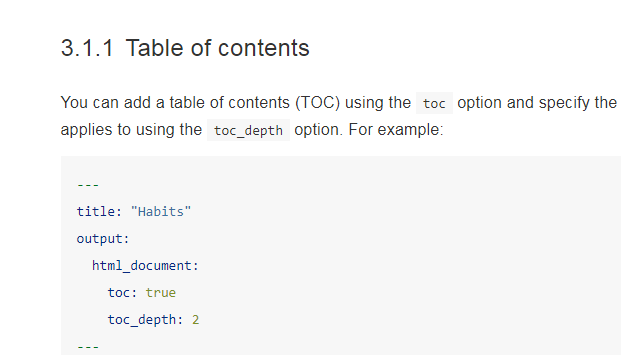 3.1.1 Table of contents
You can add a table of contents (TOC) using the toc option and specify the
applies to using the toc_depth option. For example:
---
title: "Habits"
output:
  html_document:
    toc: true
    toc_depth: 2
---